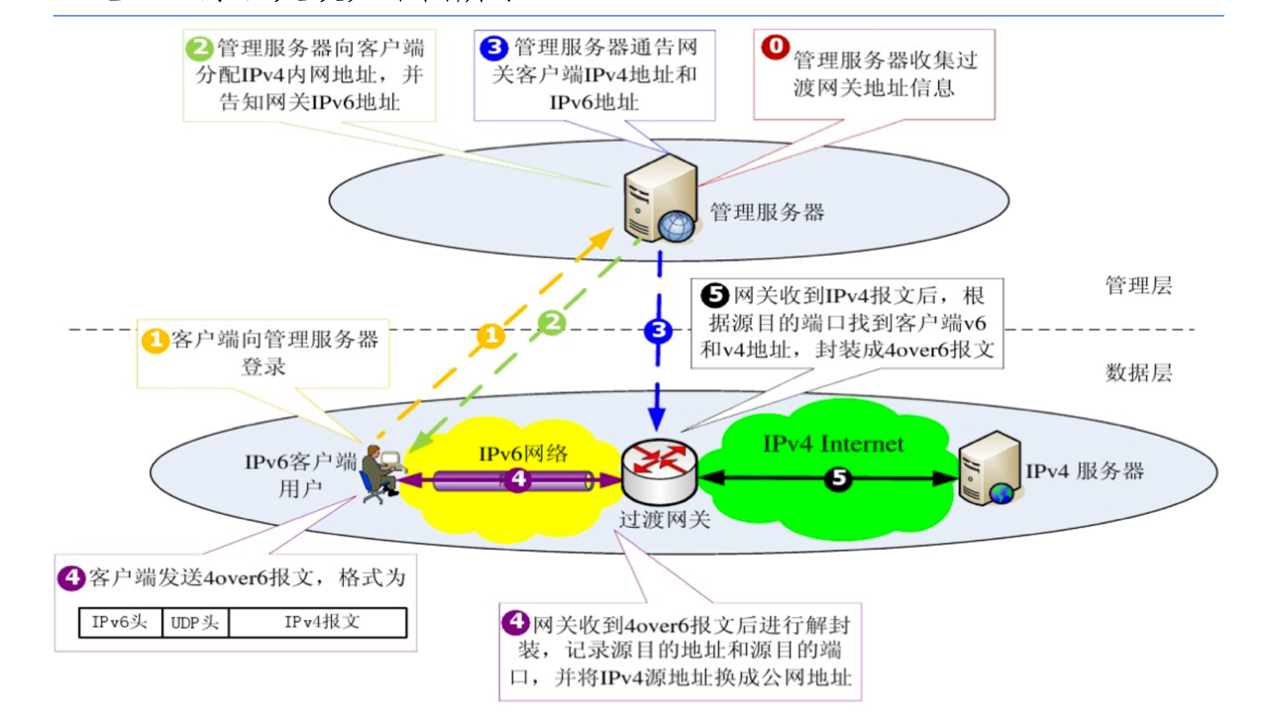 2 管理服务器向客户端
分配IPv4内网地址，并
告知网关IPv6地址
3 管理服务器通告网
关客户端IPv4地址和
IPv6地址
0 管理服务器收集过
渡网关地址信息
管理服务器
管理层
1 客户端向管理服务器
登录
1
2
3
5 网关收到IPv4报文后，根
据源目的端口找到客户端v6
和v4地址，封装成4over6报文
数据层
IPv6客户端
用户
IPv6网络
4
过渡网关
IPv4 Internet
5
IPv4 服务器
4 客户端发送4over6报文，格式为
IPv6头 UDP头 IPv4报文
4 网关收到4over6报文后进行解封
装，记录源目的地址和源目的端
口，并将IPv4源地址换成公网地址